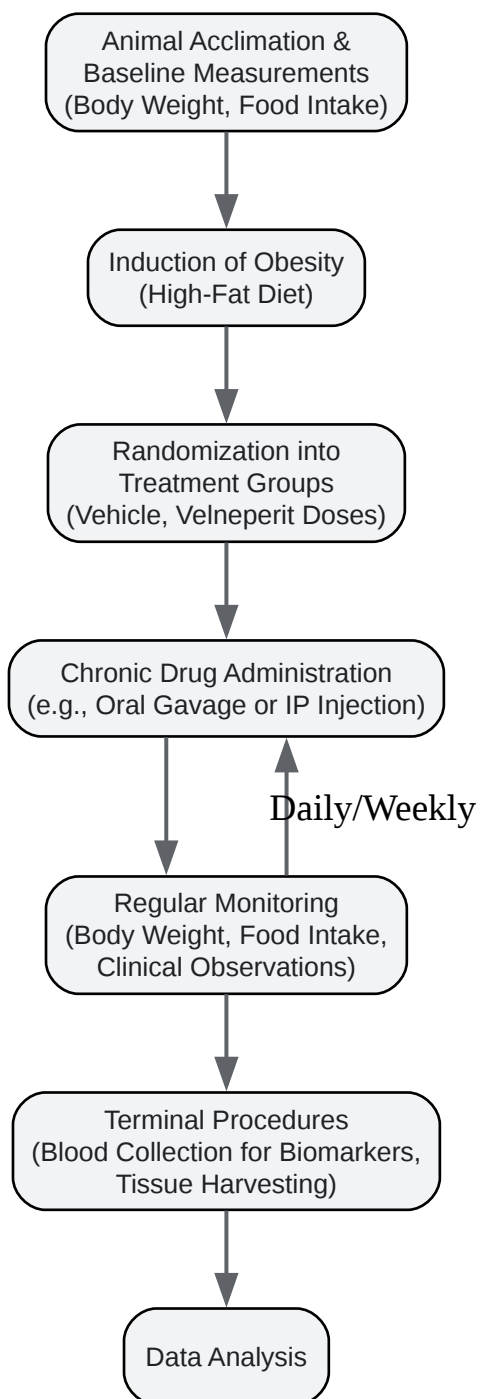 Animal Acclimation &
Baseline Measurements
(Body Weight, Food Intake)
Induction of Obesity
(High-Fat Diet)
Randomization into
Treatment Groups
(Vehicle, Velneperit Doses)
Chronic Drug Administration
(e.g., Oral Gavage or IP Injection)
Daily/Weekly
Regular Monitoring
(Body Weight, Food Intake,
Clinical Observations)
Terminal Procedures
(Blood Collection for Biomarkers,
Tissue Harvesting)
Data Analysis